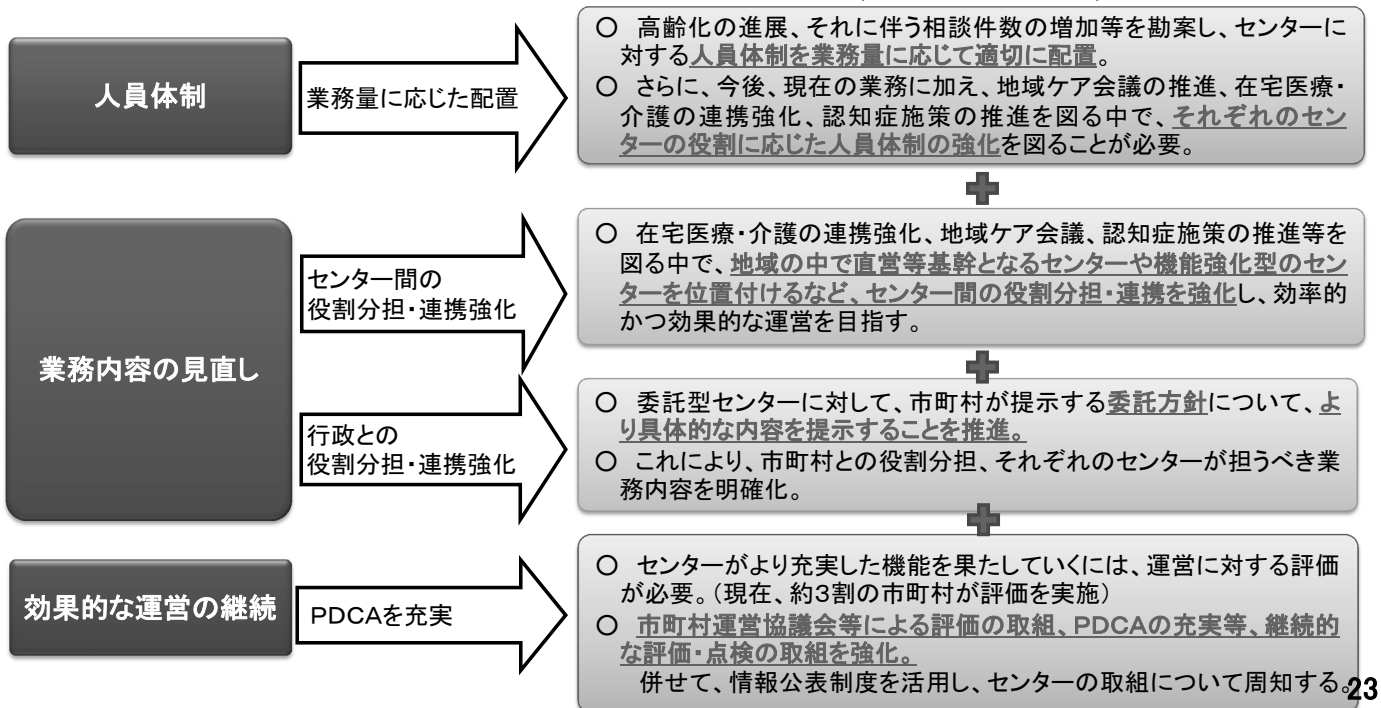 人員体制
業務量に応じた配置
○ 高齢化の進展、それに伴う相談件数の増加等を勘案し、センターに
対する人員体制を業務量に応じて適切に配置。
○ さらに、今後、現在の業務に加え、地域ケア会議の推進、在宅医療・
介護の連携強化、認知症施策の推進を図る中で、それぞれのセン
ターの役割に応じた人員体制の強化を図ることが必要。
業務内容の見直し
センター間の
役割分担・連携強化
○ 在宅医療・介護の連携強化、地域ケア会議、認知症施策の推進等を
図る中で、地域の中で直営等基幹となるセンターや機能強化型のセン
ターを位置付けるなど、センター間の役割分担・連携を強化し、効率的
かつ効果的な運営を目指す。
行政との
役割分担・連携強化
○ 委託型センターに対して、市町村が提示する委託方針について、よ
り具体的な内容を提示することを推進。
○ これにより、市町村との役割分担、それぞれのセンターが担うべき業
務内容を明確化。
効果的な運営の継続
PDCAを充実
○ センターがより充実した機能を果たしていくには、運営に対する評価
が必要。(現在、約3割の市町村が評価を実施)
○ 市町村運営協議会等による評価の取組、PDCAの充実等、継続的
な評価・点検の取組を強化。
併せて、情報公表制度を活用し、センターの取組について周知する。
23